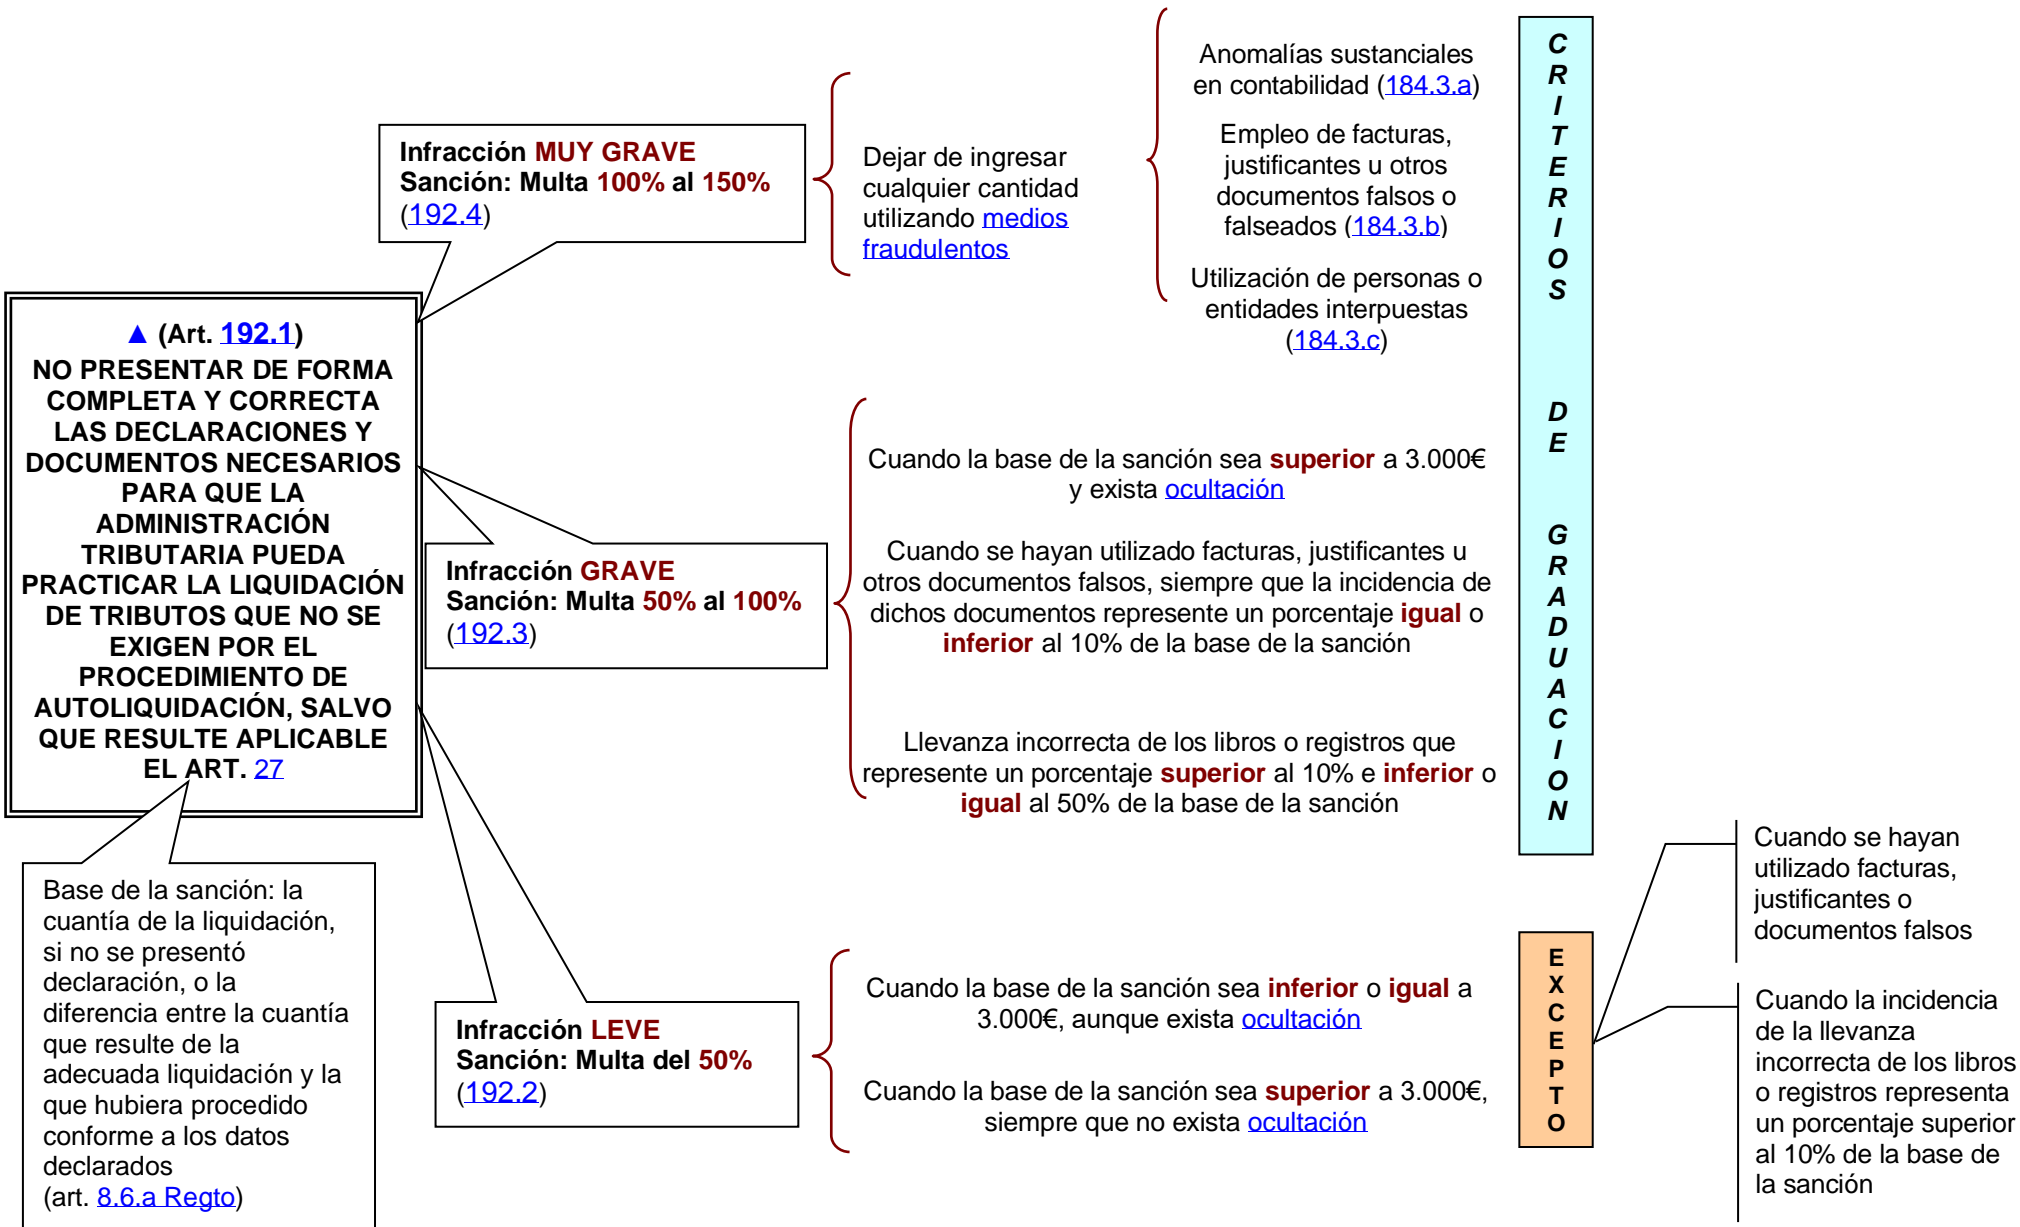 Anomalías sustanciales
en contabilidad (184.3.a)
Empleo de facturas,
justificantes u otros
documentos falsos o
falseados (184.3.b)
Utilización de personas o
entidades interpuestas
(184.3.c)
Dejar de ingresar
cualquier cantidad
utilizando medios
fraudulentos
Infracción MUY GRAVE
Sanción: Multa 100% al 150%
(192.4)
▲ (Art. 192.1)
NO PRESENTAR DE FORMA
COMPLETA Y CORRECTA
LAS DECLARACIONES Y
DOCUMENTOS NECESARIOS
PARA QUE LA
ADMINISTRACIÓN
TRIBUTARIA PUEDA
PRACTICAR LA LIQUIDACIÓN
DE TRIBUTOS QUE NO SE
EXIGEN POR EL
PROCEDIMIENTO DE
AUTOLIQUIDACIÓN, SALVO
QUE RESULTE APLICABLE
EL ART. 27
Infracción GRAVE
Sanción: Multa 50% al 100%
(192.3)
Cuando la base de la sanción sea superior a 3.000€
y exista ocultación
Cuando se hayan utilizado facturas, justificantes u
otros documentos falsos, siempre que la incidencia de
dichos documentos represente un porcentaje igual o
inferior al 10% de la base de la sanción
Llevanza incorrecta de los libros o registros que
represente un porcentaje superior al 10% e inferior o
igual al 50% de la base de la sanción
CRITERIOS DE GRADUACION
Base de la sanción: la
cuantía de la liquidación,
si no se presentó
declaración, o la
diferencia entre la cuantía
que resulte de la
adecuada liquidación y la
que hubiera procedido
conforme a los datos
declarados
(art. 8.6.a Regto)
Infracción LEVE
Sanción: Multa del 50%
(192.2)
Cuando la base de la sanción sea inferior o igual a
3.000€, aunque exista ocultación
Cuando la base de la sanción sea superior a 3.000€,
siempre que no exista ocultación
EXCEPTO
Cuando se hayan
utilizado facturas,
justificantes o
documentos falsos
Cuando la incidencia
de la llevanza
incorrecta de los libros
o registros representa
un porcentaje superior
al 10% de la base de
la sanción